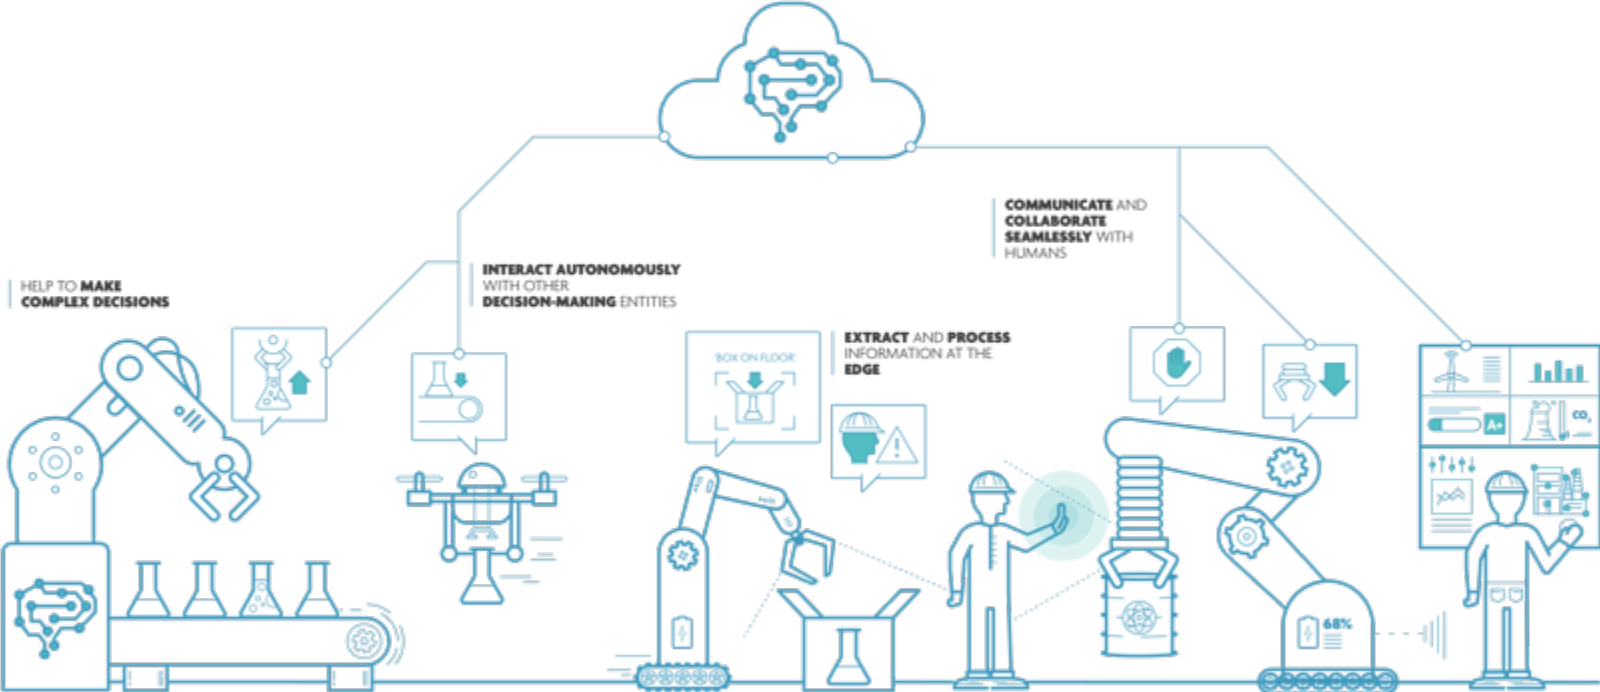 HELP TO MAKE
COMPLEX DECISIONS
INTERACT AUTONOMOUSLY
WITH OTHER
DECISION-MAKING ENTITIES
'BOX ON FLOOR'
EXTRACT AND PROCESS
INFORMATION AT THE
EDGE
COMMUNICATE AND
COLLABORATE
SEAMLESSLY WITH
HUMANS
A+
CO₂
68%